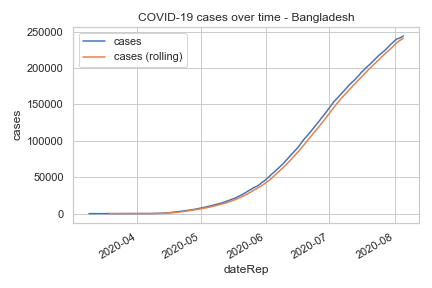 COVID-19 cases over time - Bangladesh
cases
cases (rolling)
250000
200000
150000
100000
50000
0
cases
2020-04
2020-05
2020-06
2020-07
2020-08
dateRep